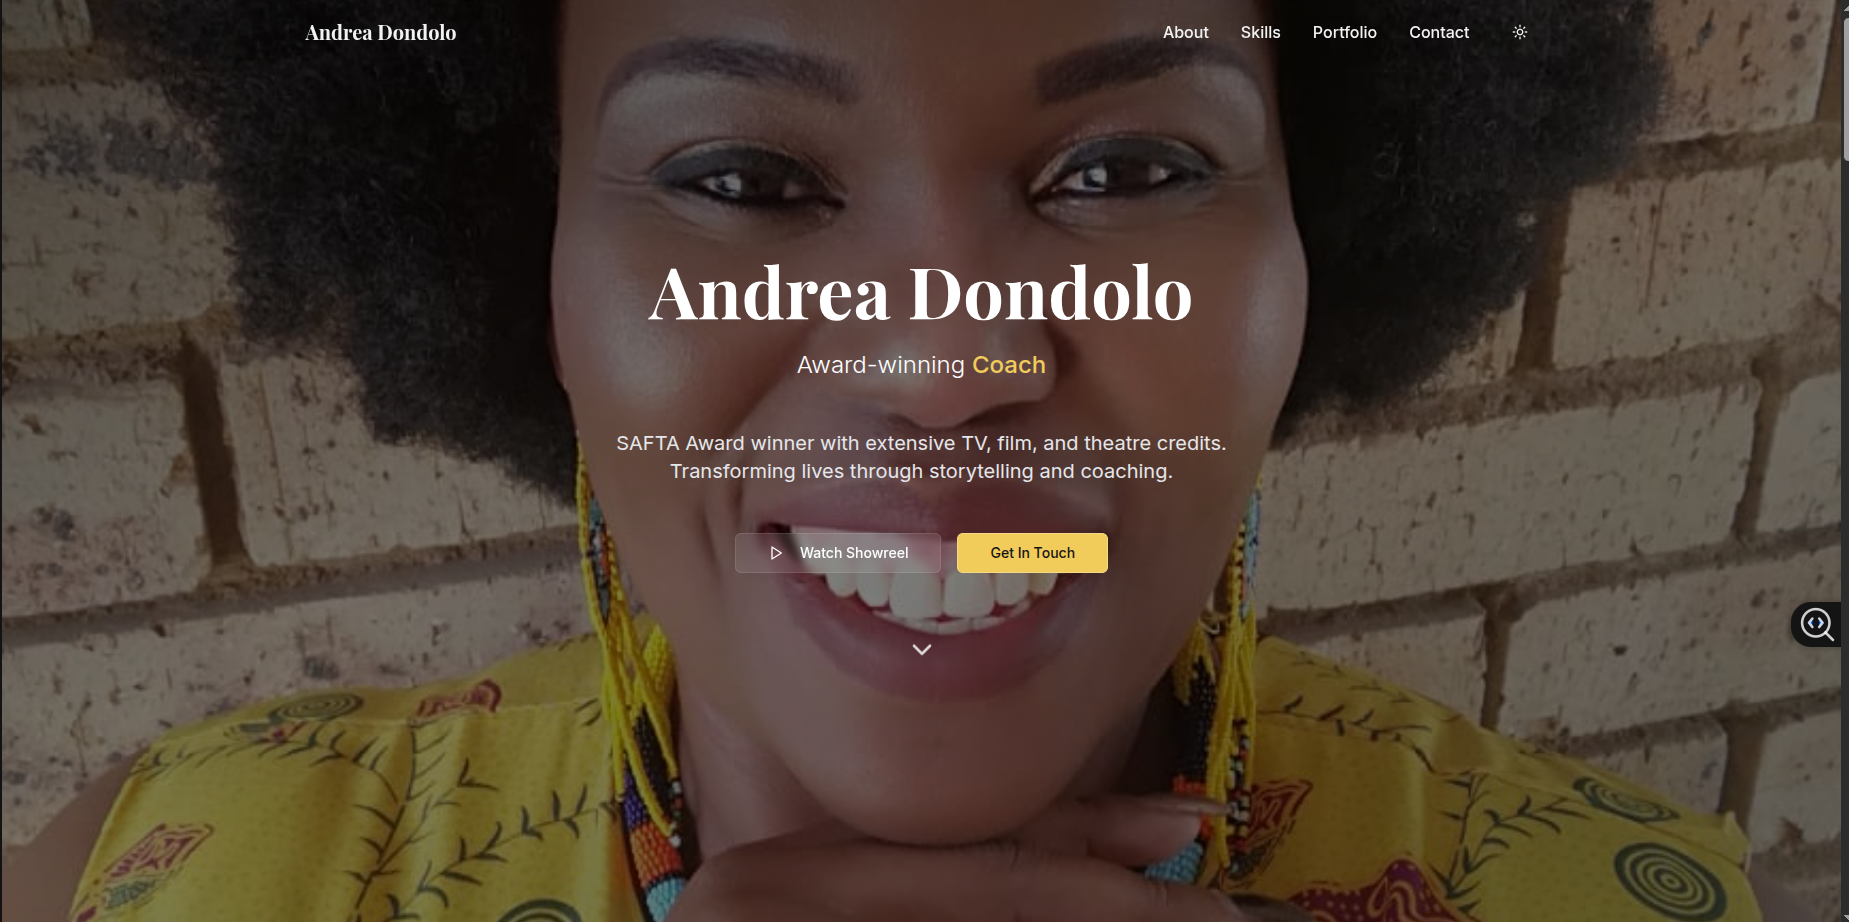 Andrea Dondolo
About Skills Portfolio Contact
Andrea Dondolo
Award-winning Coach
SAFTA Award winner with extensive TV, film, and theatre credits.
Transforming lives through storytelling and coaching.
Watch Showreel
Get In Touch